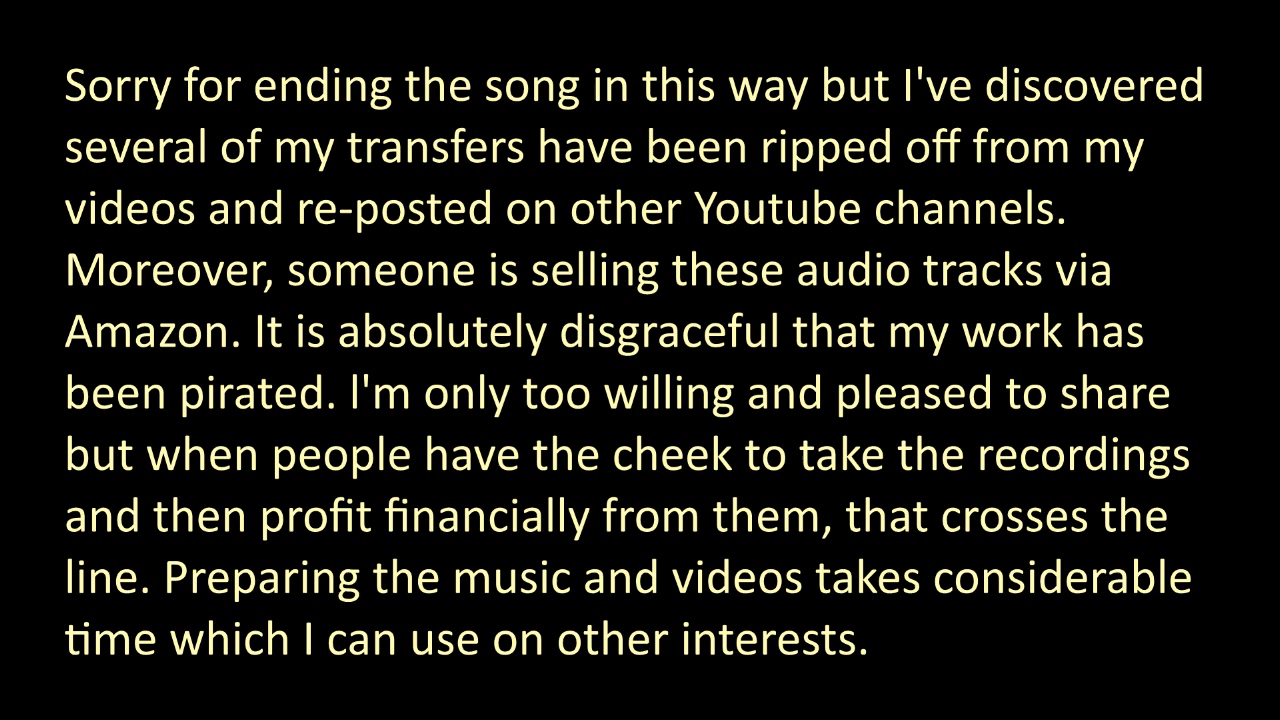 Sorry for ending the song in this way but I've discovered
several of my transfers have been ripped off from my
videos and re-posted on other Youtube channels.
Moreover, someone is selling these audio tracks via
Amazon. It is absolutely disgraceful that my work has
been pirated. l'm only too willing and pleased to share
but when people have the cheek to take the recordings
and then profit financially from them, that crosses the
line. Preparing the music and videos takes considerable
time which I can use on other interests.